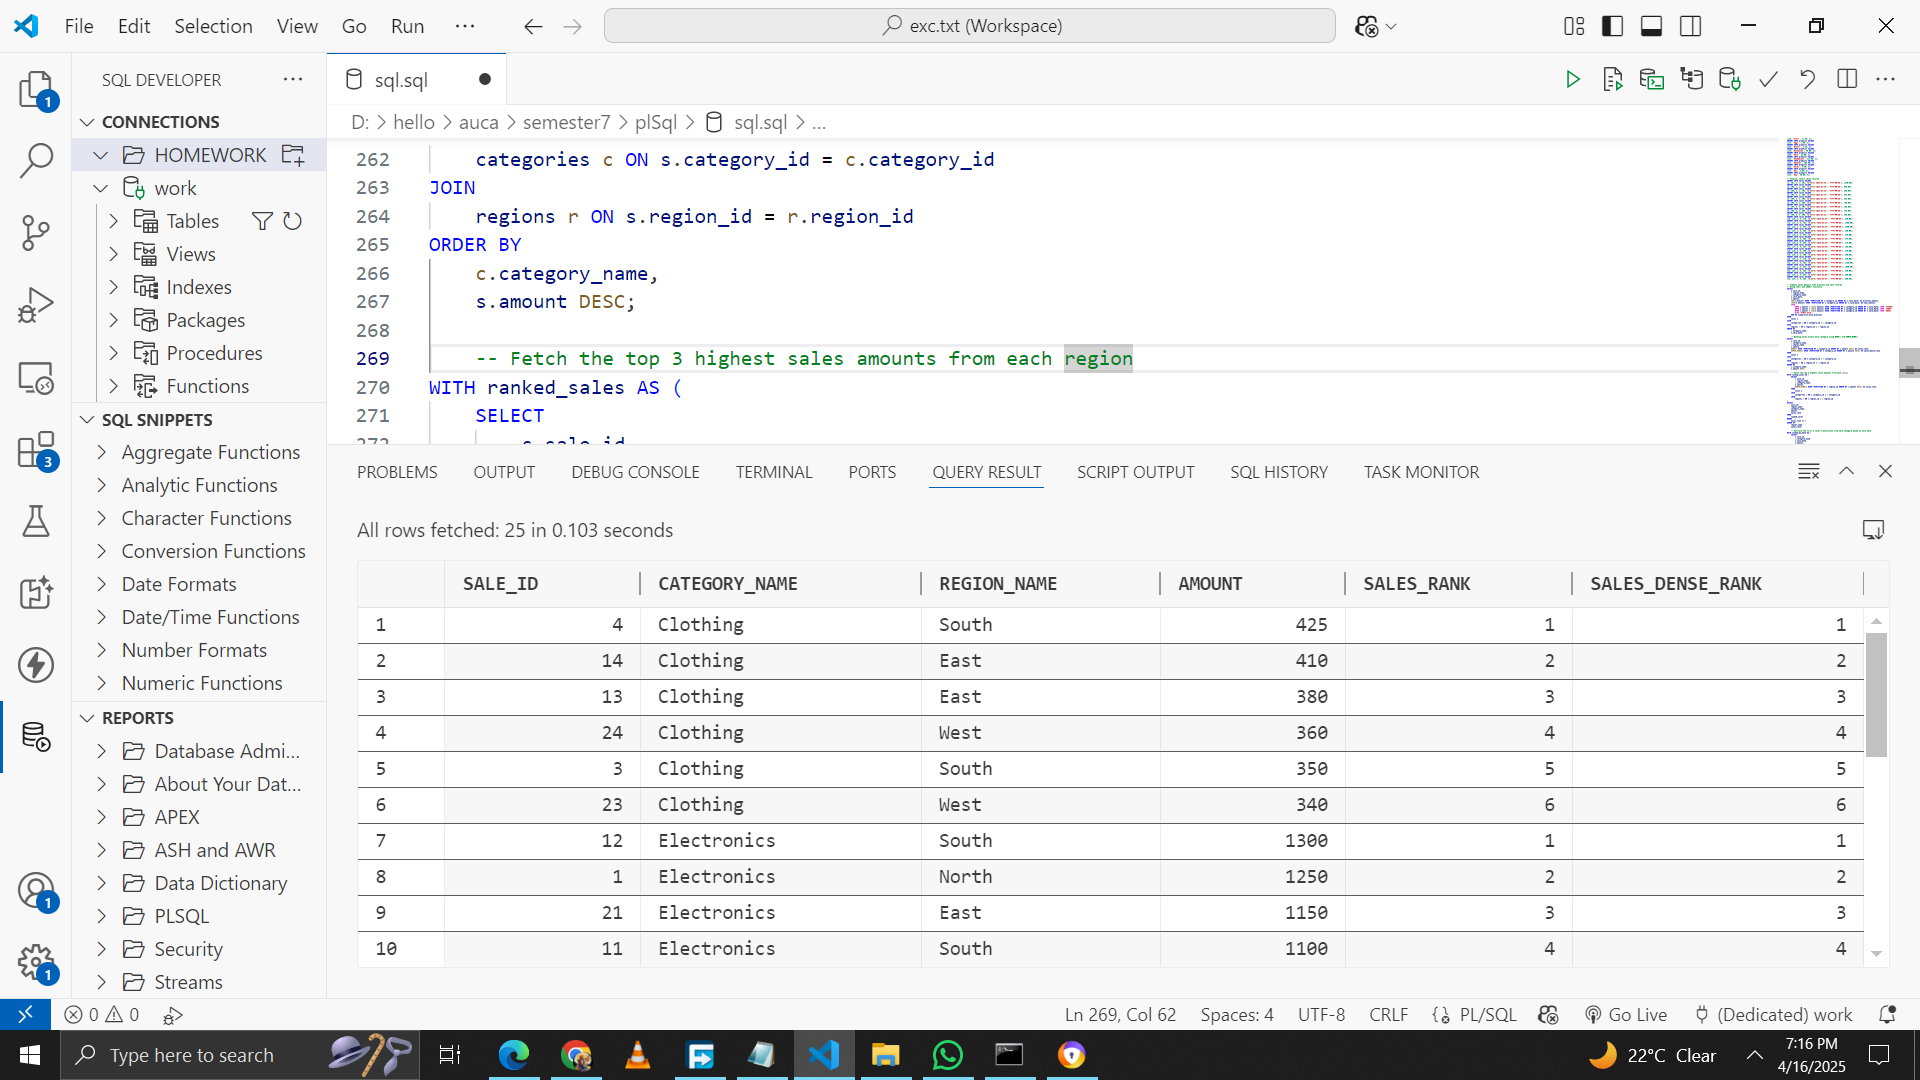 File Edit Selection View Go Run ···
exc.txt (Workspace)
SQL DEVELOPER
CONNECTIONS
HOMEWORK
work
Tables
Views
Indexes
Packages
Procedures
Functions
SQL SNIPPETS
Aggregate Functions
Analytic Functions
Character Functions
Conversion Functions
Date Formats
Date/Time Functions
Number Formats
Numeric Functions
REPORTS
Database Admi...
About Your Dat...
APEX
ASH and AWR
Data Dictionary
PLSQL
Security
Streams
1
3
1
1
sql.sql
D: > hello > auca > semester7 > plSql > sql.sql > ...
262 categories c ON s.category_id = c.category_id
263 JOIN
264 regions r ON s.region_id = r.region_id
265 ORDER BY
266 c.category_name,
267 s.amount DESC;
268
269 -- Fetch the top 3 highest sales amounts from each region
270 WITH ranked_sales AS (
271 SELECT
272 s.sale_id
PROBLEMS OUTPUT DEBUG CONSOLE TERMINAL PORTS QUERY RESULT SCRIPT OUTPUT SQL HISTORY TASK MONITOR
All rows fetched: 25 in 0.103 seconds
SALE_ID CATEGORY_NAME REGION_NAME AMOUNT SALES_RANK SALES_DENSE_RANK
1 4 Clothing South 425 1 1
2 14 Clothing East 410 2 2
3 13 Clothing East 380 3 3
4 24 Clothing West 360 4 4
5 3 Clothing South 350 5 5
6 23 Clothing West 340 6 6
7 12 Electronics South 1300 1 1
8 1 Electronics North 1250 2 2
9 21 Electronics East 1150 3 3
10 11 Electronics South 1100 4 4
0 0 Ln 269, Col 62 Spaces: 4 UTF-8 CRLF PL/SQL Go Live (Dedicated) work
Type here to search
22°C Clear
7:16 PM
4/16/2025